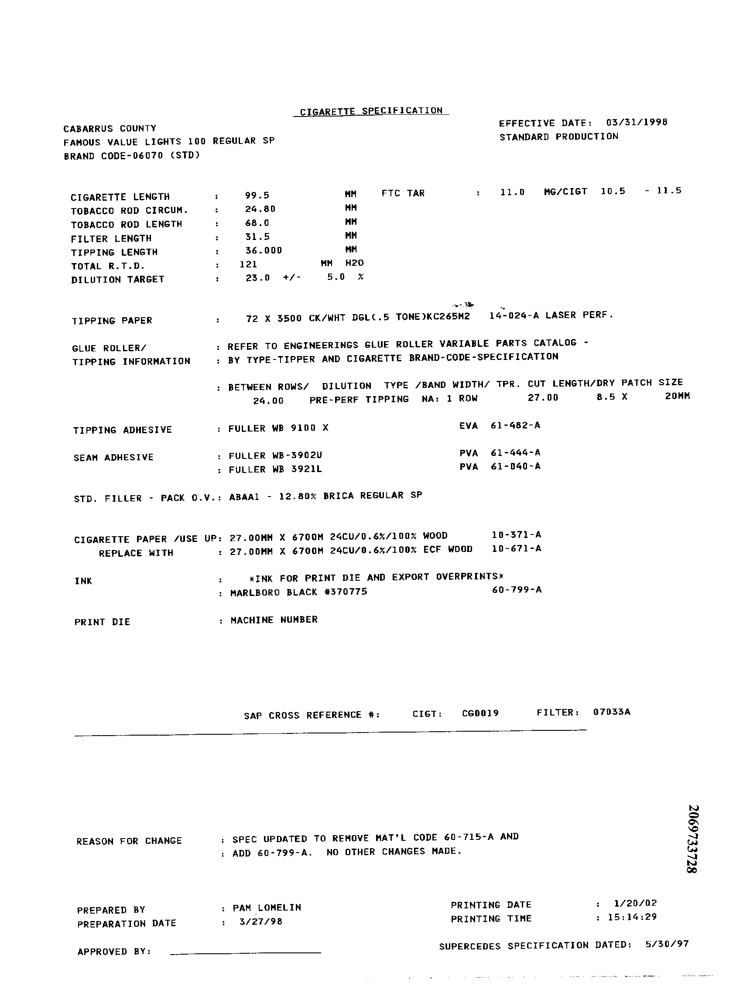 CIGARETTE SPECIFICATION
CABARRUS COUNTY EFFECTIVE DATE: 03/31/1998
FAMOUS VALUE LIGHTS 100 REGULAR SP STANDARD PRODUCTION
BRAND CODE-06070 (STD)
CIGARETTE LENGTH : 99.5 MM FTC TAR : 11.0 MG/CIGT 10.5 - 11.5
TOBACCO ROD CIRCUM. : 24.80 MM
TOBACCO ROD LENGTH : 68.0 MM
FILTER LENGTH : 31.5 MM
TIPPING LENGTH : 36.000 MM
TOTAL R.T.D. : 121 MM H2O
DILUTION TARGET : 23.0 +/- 5.0 %
TIPPING PAPER : 72 X 3500 CK/WHT DGL(.5 TONE)KC265M2 14-024-A LASER PERF.
GLUE ROLLER/ : REFER TO ENGINEERINGS GLUE ROLLER VARIABLE PARTS CATALOG -
TIPPING INFORMATION : BY TYPE-TIPPER AND CIGARETTE BRAND-CODE-SPECIFICATION
: BETWEEN ROWS/ DILUTION TYPE /BAND WIDTH/ TPR. CUT LENGTH/DRY PATCH SIZE
24.00 PRE-PERF TIPPING NA: 1 ROW 27.00 8.5 X 20MM
TIPPING ADHESIVE : FULLER WB 9100 X EVA 61-482-A
SEAM ADHESIVE : FULLER WB-3902U PVA 61-444-A
: FULLER WB 3921L PVA 61-040-A
STD. FILLER - PACK O.V.: ABAA1 - 12.80% BRICA REGULAR SP
CIGARETTE PAPER /USE UP: 27.00MM X 6700M 24CU/0.6%/100% WOOD 10-371-A
REPLACE WITH : 27.00MM X 6700M 24CU/0.6%/100% ECF WOOD 10-671-A
INK : *INK FOR PRINT DIE AND EXPORT OVERPRINTS*
: MARLBORO BLACK #370775 60-799-A
PRINT DIE : MACHINE NUMBER
SAP CROSS REFERENCE #: CIGT: CG0019 FILTER: 07033A
2069733728
REASON FOR CHANGE : SPEC UPDATED TO REMOVE MAT'L CODE 60-715-A AND
: ADD 60-799-A. NO OTHER CHANGES MADE.
PREPARED BY : PAM LOMELIN PRINTING DATE : 1/20/02
PREPARATION DATE : 3/27/98 PRINTING TIME : 15:14:29
APPROVED BY: SUPERCEDES SPECIFICATION DATED: 5/30/97